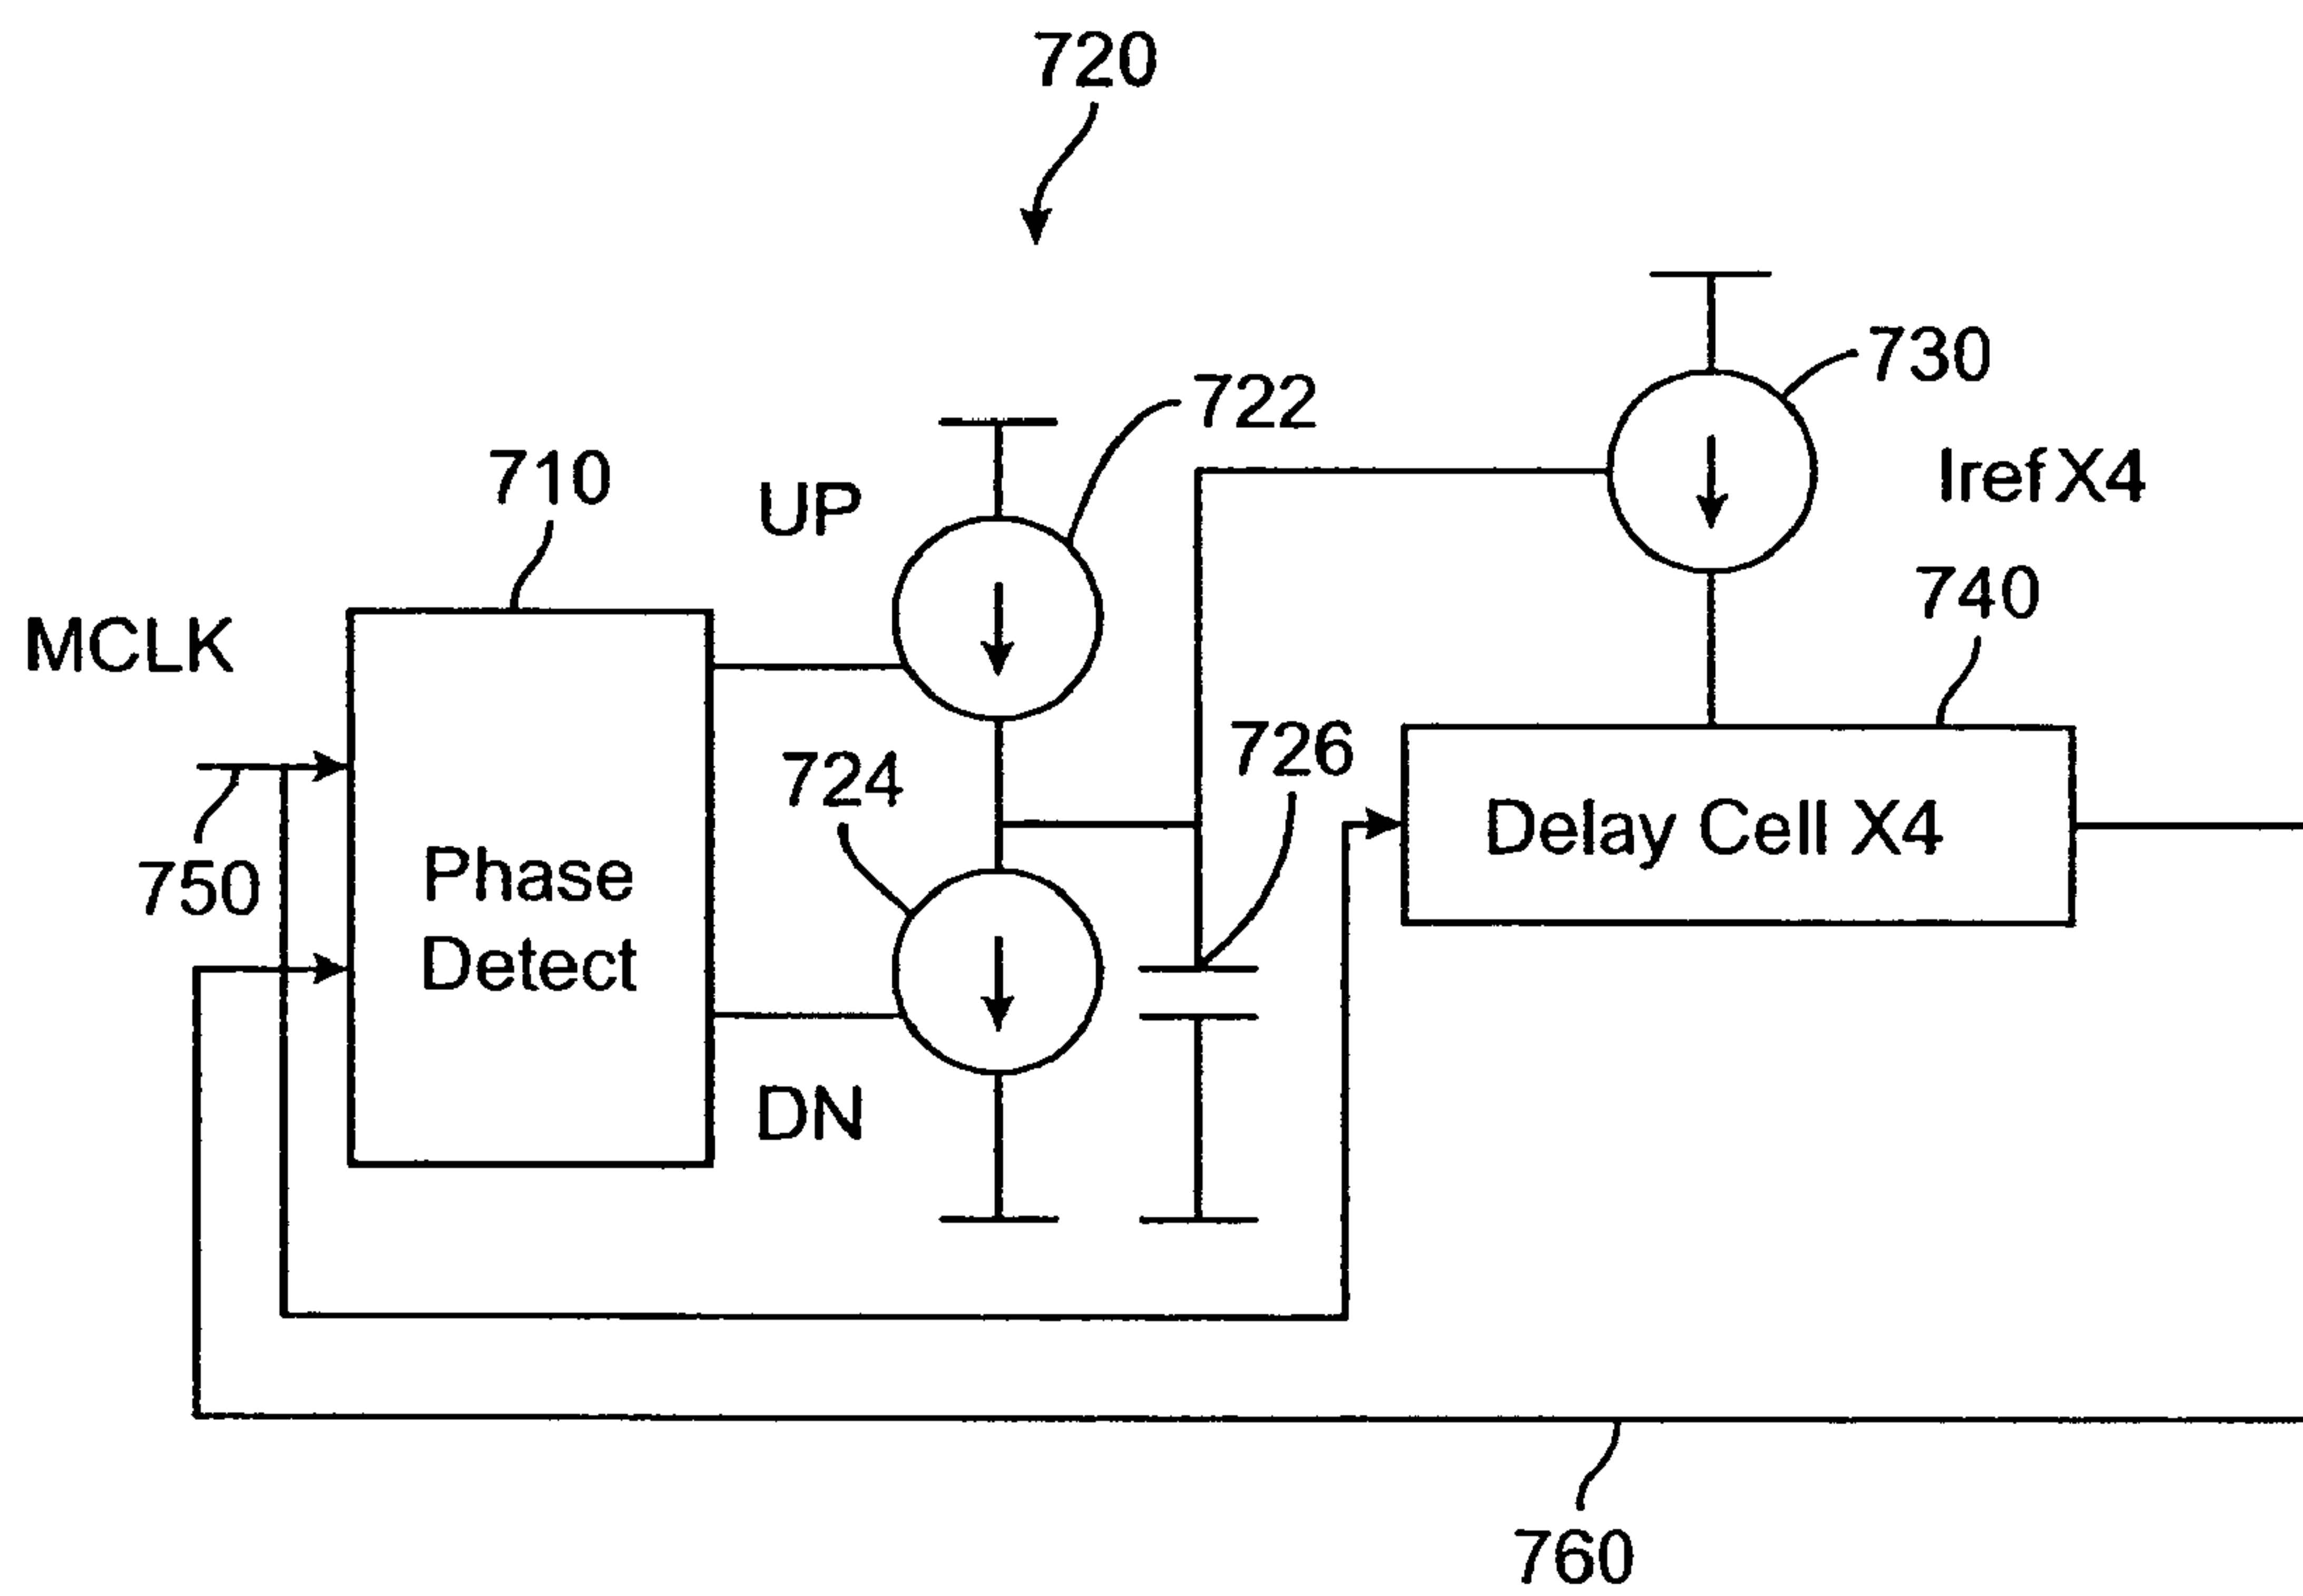 720
730
722
710
UP
Iref X4
740
MCLK
726
724
Delay Cell X4
750
Phase
Detect
DN
760